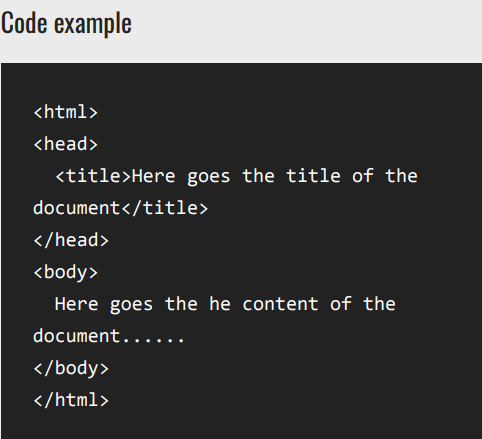 Code example
<html>
<head>
  <title>Here goes the title of the
document</title>
</head>
<body>
  Here goes the he content of the
document......
</body>
</html>